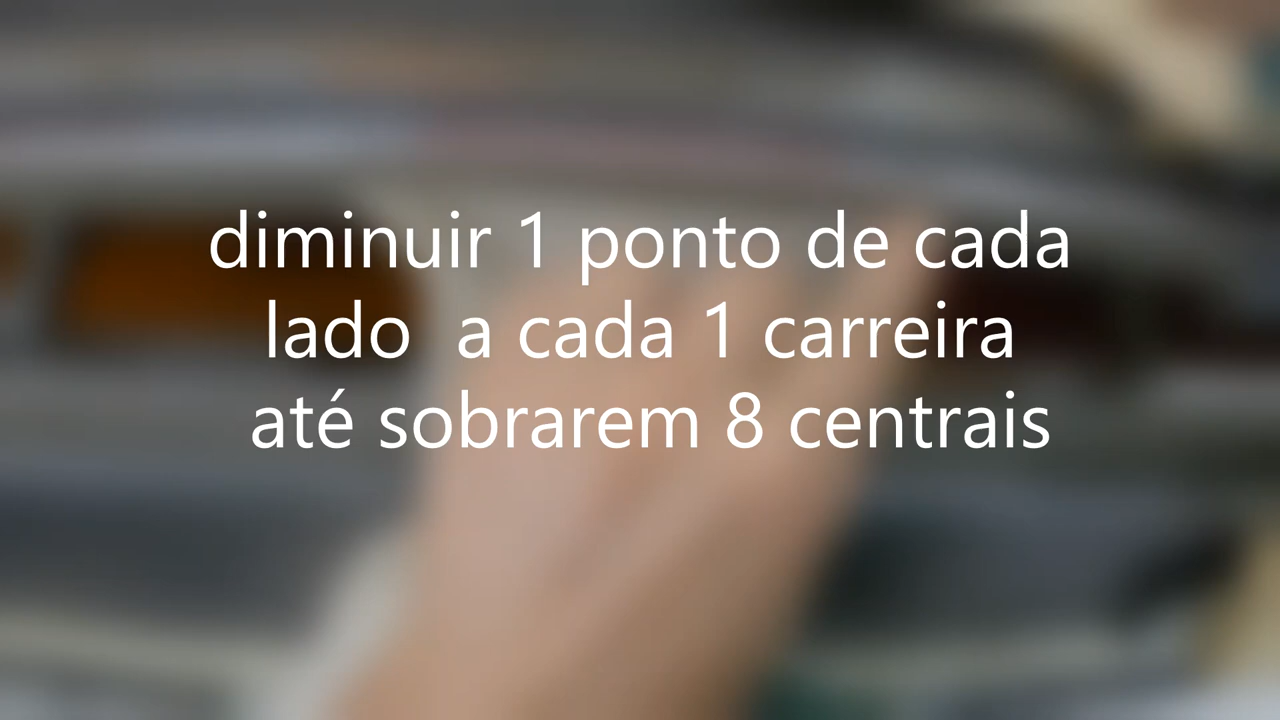 diminuir 1 ponto de cada
lado  a cada 1 carreira
até sobrarem 8 centrais